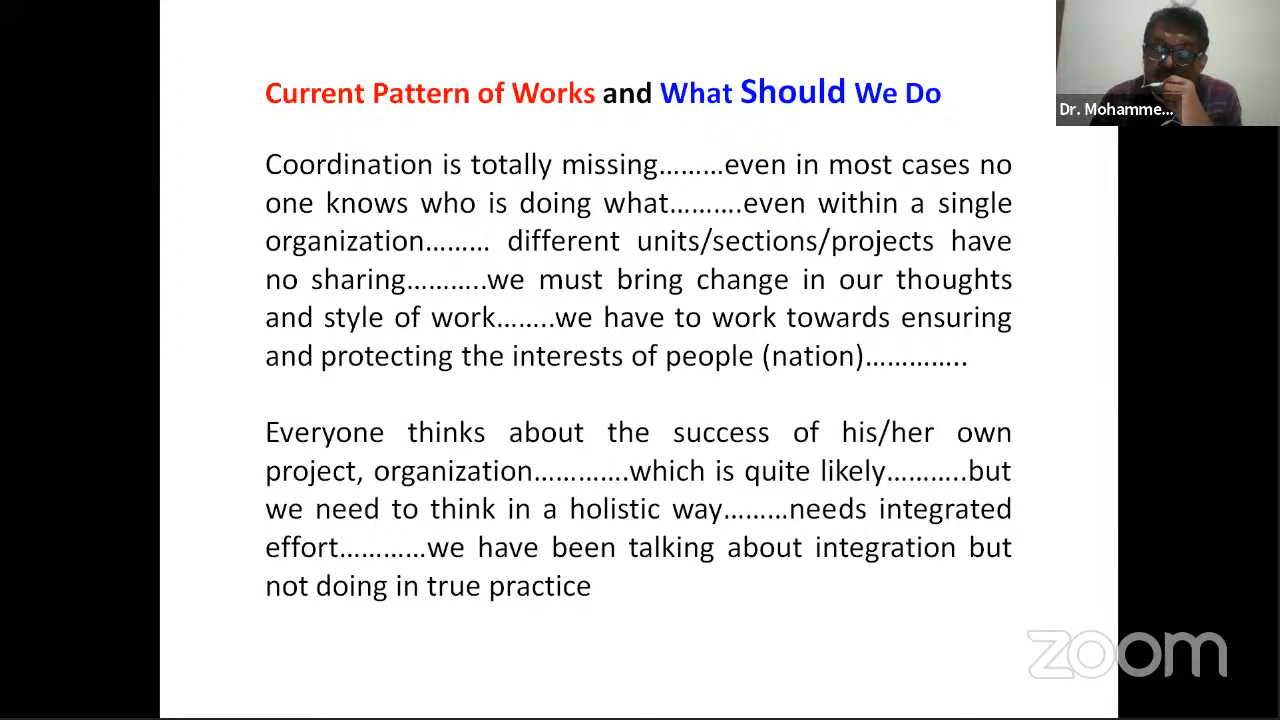 Current Pattern of Works and What Should We Do
Coordination is totally missing………even in most cases no
one knows who is doing what……….even within a single
organization……… different units/sections/projects have
no sharing………..we must bring change in our thoughts
and style of work……..we have to work towards ensuring
and protecting the interests of people (nation)…………..
Everyone thinks about the success of his/her own
project, organization………….which is quite likely………..but
we need to think in a holistic way………needs integrated
effort…………we have been talking about integration but
not doing in true practice
Dr. Mohamme...
zoom